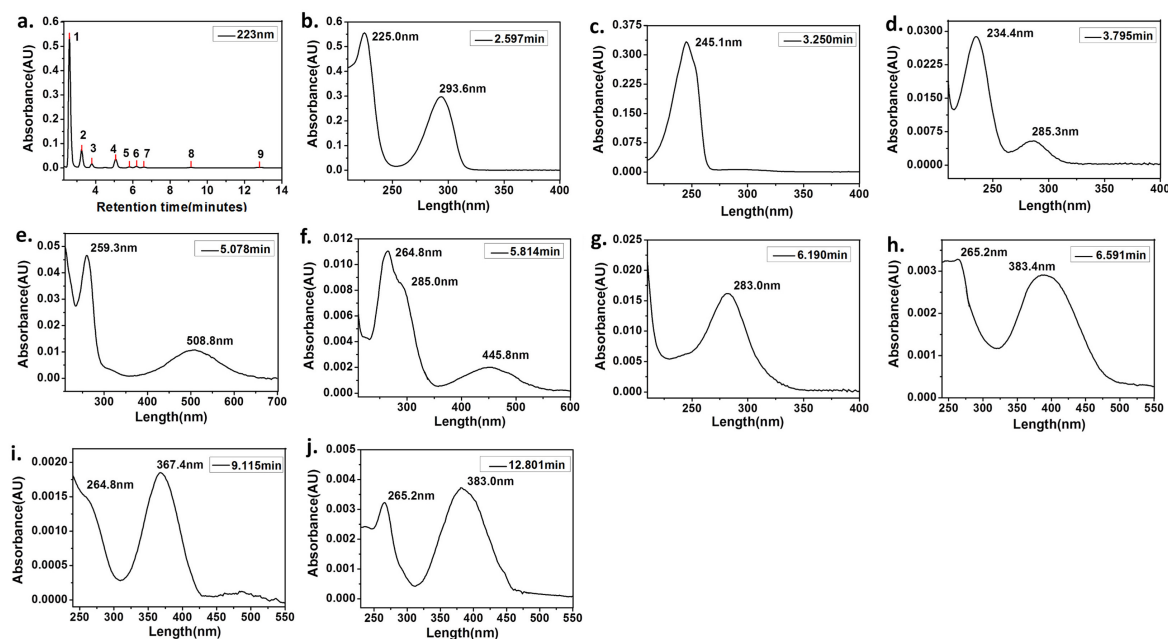 a.
223nm
1
2
3
4
5
6
7
8
9
0.6
0.5
0.4
0.3
0.2
0.1
0.0
4
6
8
10
12
14
Absorbance(AU)
Retention time(minutes)
b.
225.0nm
2.597min
293.6nm
0.6
0.5
0.4
0.3
0.2
0.1
0.0
250
300
350
400
Absorbance(AU)
Length(nm)
c.
245.1nm
3.250min
0.375
0.300
0.225
0.150
0.075
0.000
250
300
350
400
Absorbance(AU)
Length(nm)
d.
234.4nm
3.795min
285.3nm
0.0300
0.0225
0.0150
0.0075
0.0000
250
300
350
400
Absorbance(AU)
Length(nm)
e.
259.3nm
5.078min
508.8nm
0.05
0.04
0.03
0.02
0.01
0.00
300
400
500
600
700
Absorbance(AU)
Length(nm)
f.
264.8nm
5.814min
285.0nm
445.8nm
0.012
0.010
0.008
0.006
0.004
0.002
0.000
300
400
500
600
Absorbance(AU)
Length(nm)
g.
6.190min
283.0nm
0.025
0.020
0.015
0.010
0.005
0.000
250
300
350
400
Absorbance(AU)
Length(nm)
h.
265.2nm
383.4nm
6.591min
0.003
0.002
0.001
0.000
250
300
350
400
450
500
550
Absorbance(AU)
Length(nm)
i.
264.8nm
367.4nm
9.115min
0.0020
0.0015
0.0010
0.0005
0.0000
250
300
350
400
450
500
550
Absorbance(AU)
Length(nm)
j.
12.801min
265.2nm
383.0nm
0.005
0.004
0.003
0.002
0.001
0.000
250
300
350
400
450
500
550
Absorbance(AU)
Length(nm)